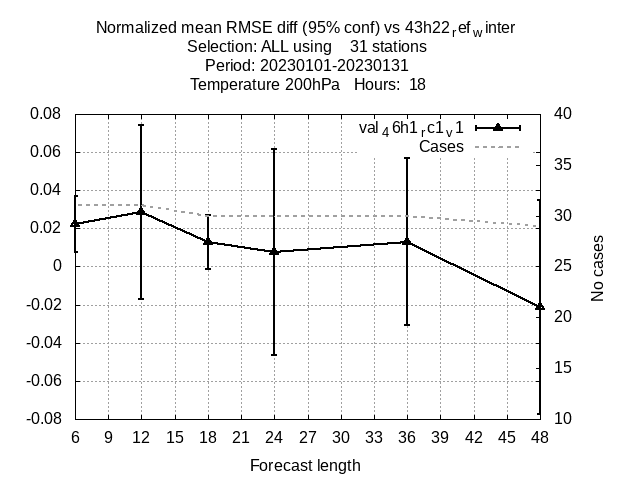 Normalized mean RMSE diff (95% conf) vs 43h22refwinter
Selection: ALL using 31 stations
Period: 20230101-20230131
Temperature 200hPa Hours: 18
val46h1rc1v1
Cases
0.08
0.06
0.04
0.02
0
-0.02
-0.04
-0.06
-0.08
40
35
30
25
20
15
10
No cases
6 9 12 15 18 21 24 27 30 33 36 39 42 45 48
Forecast length